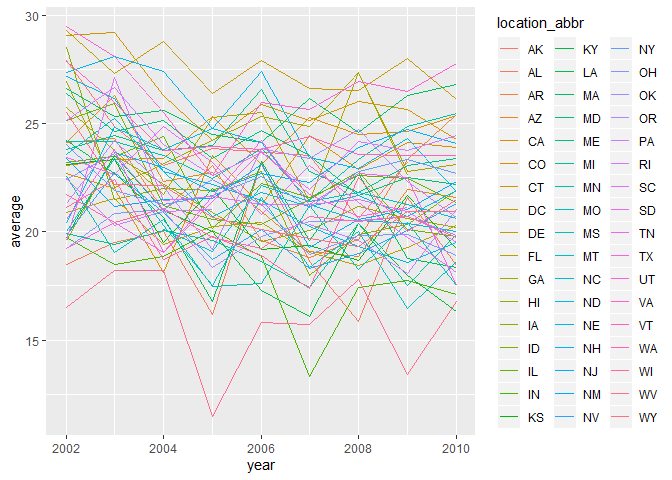 30
25
20
15
average
2002
2004
2006
2008
2010
year
location_abbr
AK
AL
AR
AZ
CA
CO
CT
DC
DE
FL
GA
HI
IA
ID
IL
IN
KS
KY
LA
MA
MD
ME
MI
MN
MO
MS
MT
NC
ND
NE
NH
NJ
NM
NV
NY
OH
OK
OR
PA
RI
SC
SD
TN
TX
UT
VA
VT
WA
WI
WV
WY